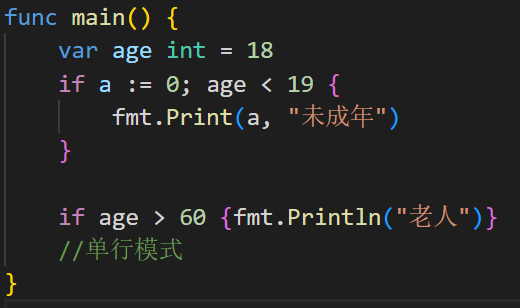 func main() {
    var age int = 18
    if a := 0; age < 19 {
        fmt.Print(a, "未成年")
    }

    if age > 60 {fmt.Println("老人")}
    //单行模式
}